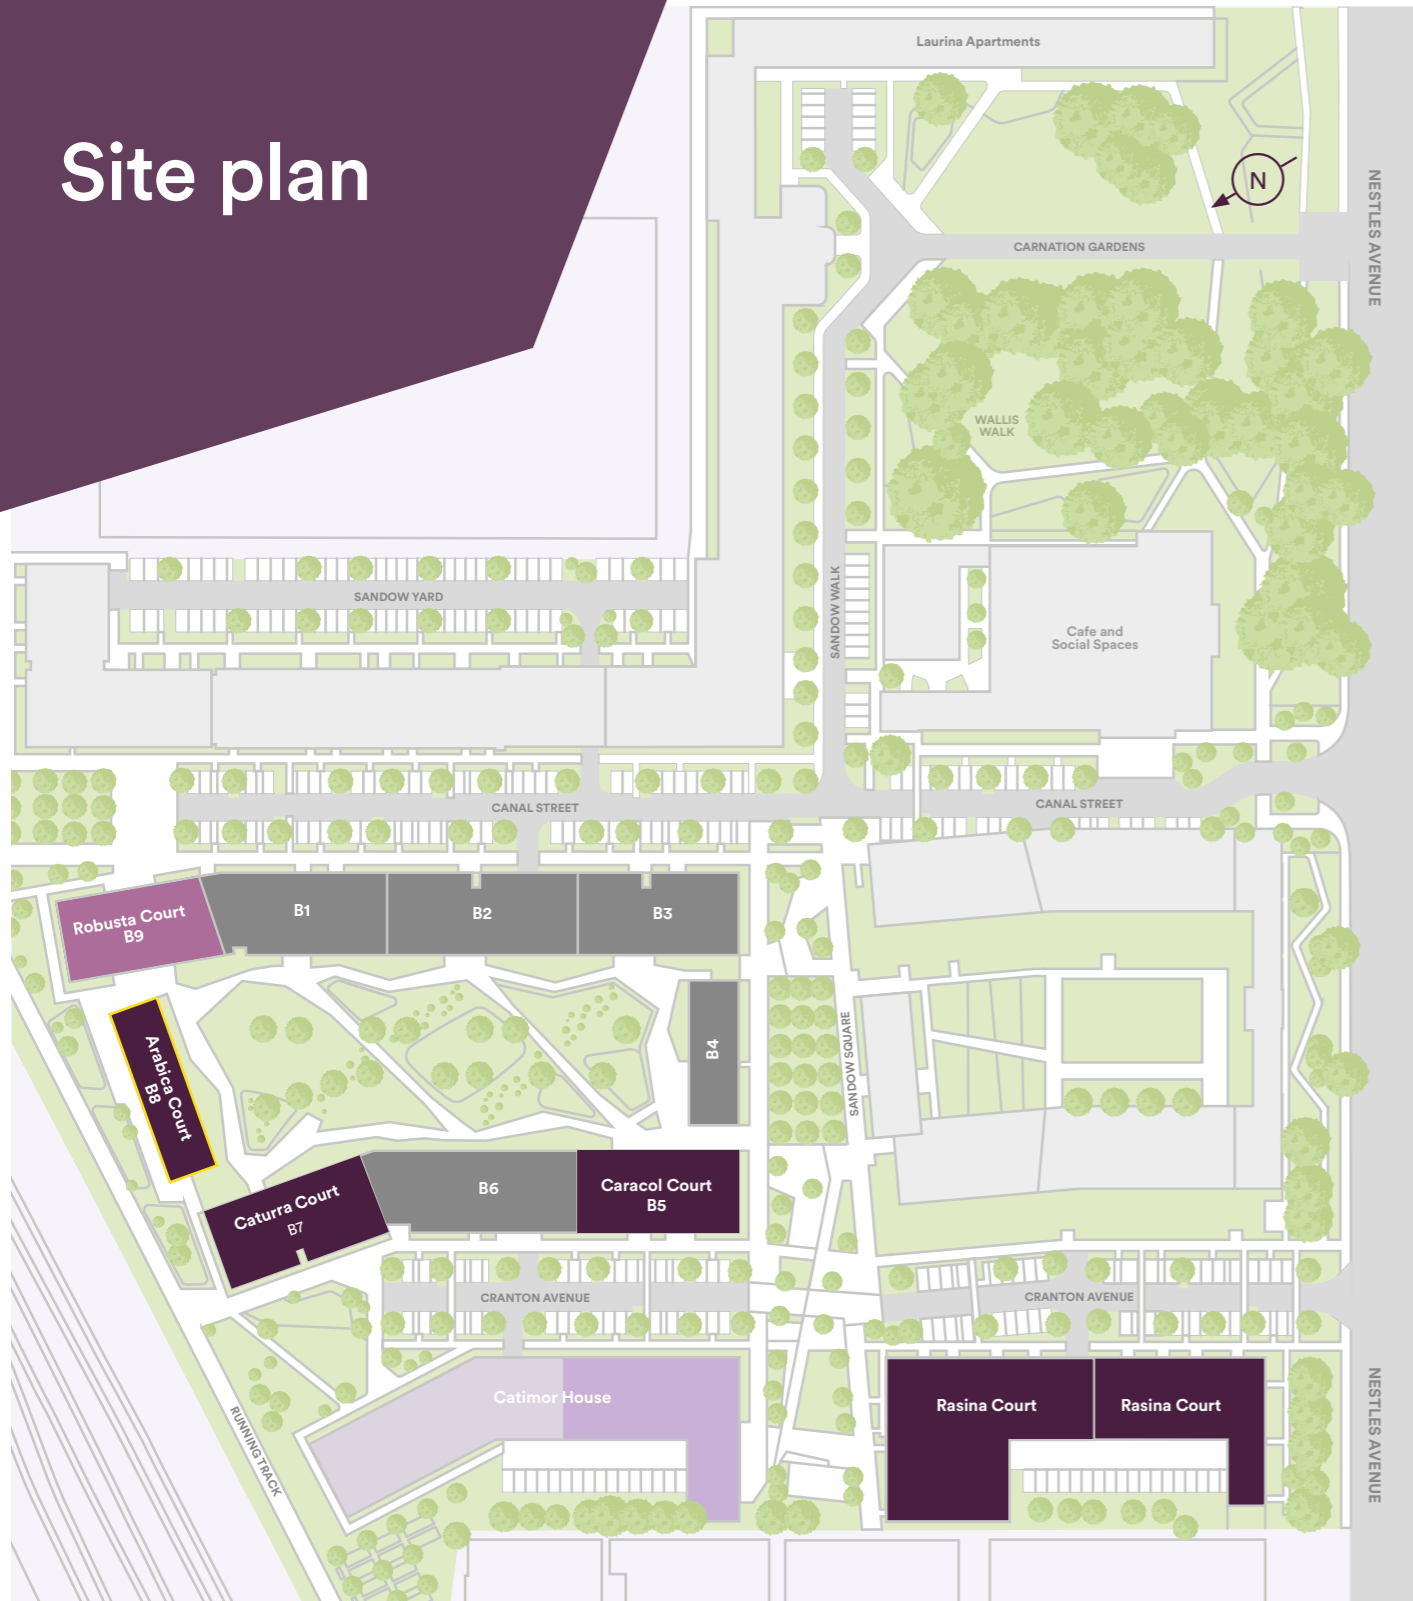 Site plan
Laurina Apartments
N
NESTLES AVENUE
CARNATION GARDENS
WALLIS
WALK
SANDOW YARD
SANDOW WALK
Cafe and
Social Spaces
CANAL STREET
CANAL STREET
Robusta Court
B9
B1
B2
B3
Arabica Court
B8
B4
SANDOW SQUARE
Caturra Court
B7
B6
Caracol Court
B5
CRANTON AVENUE
CRANTON AVENUE
Catimor House
Rasina Court
Rasina Court
RUNNING TRACK
NESTLES AVENUE